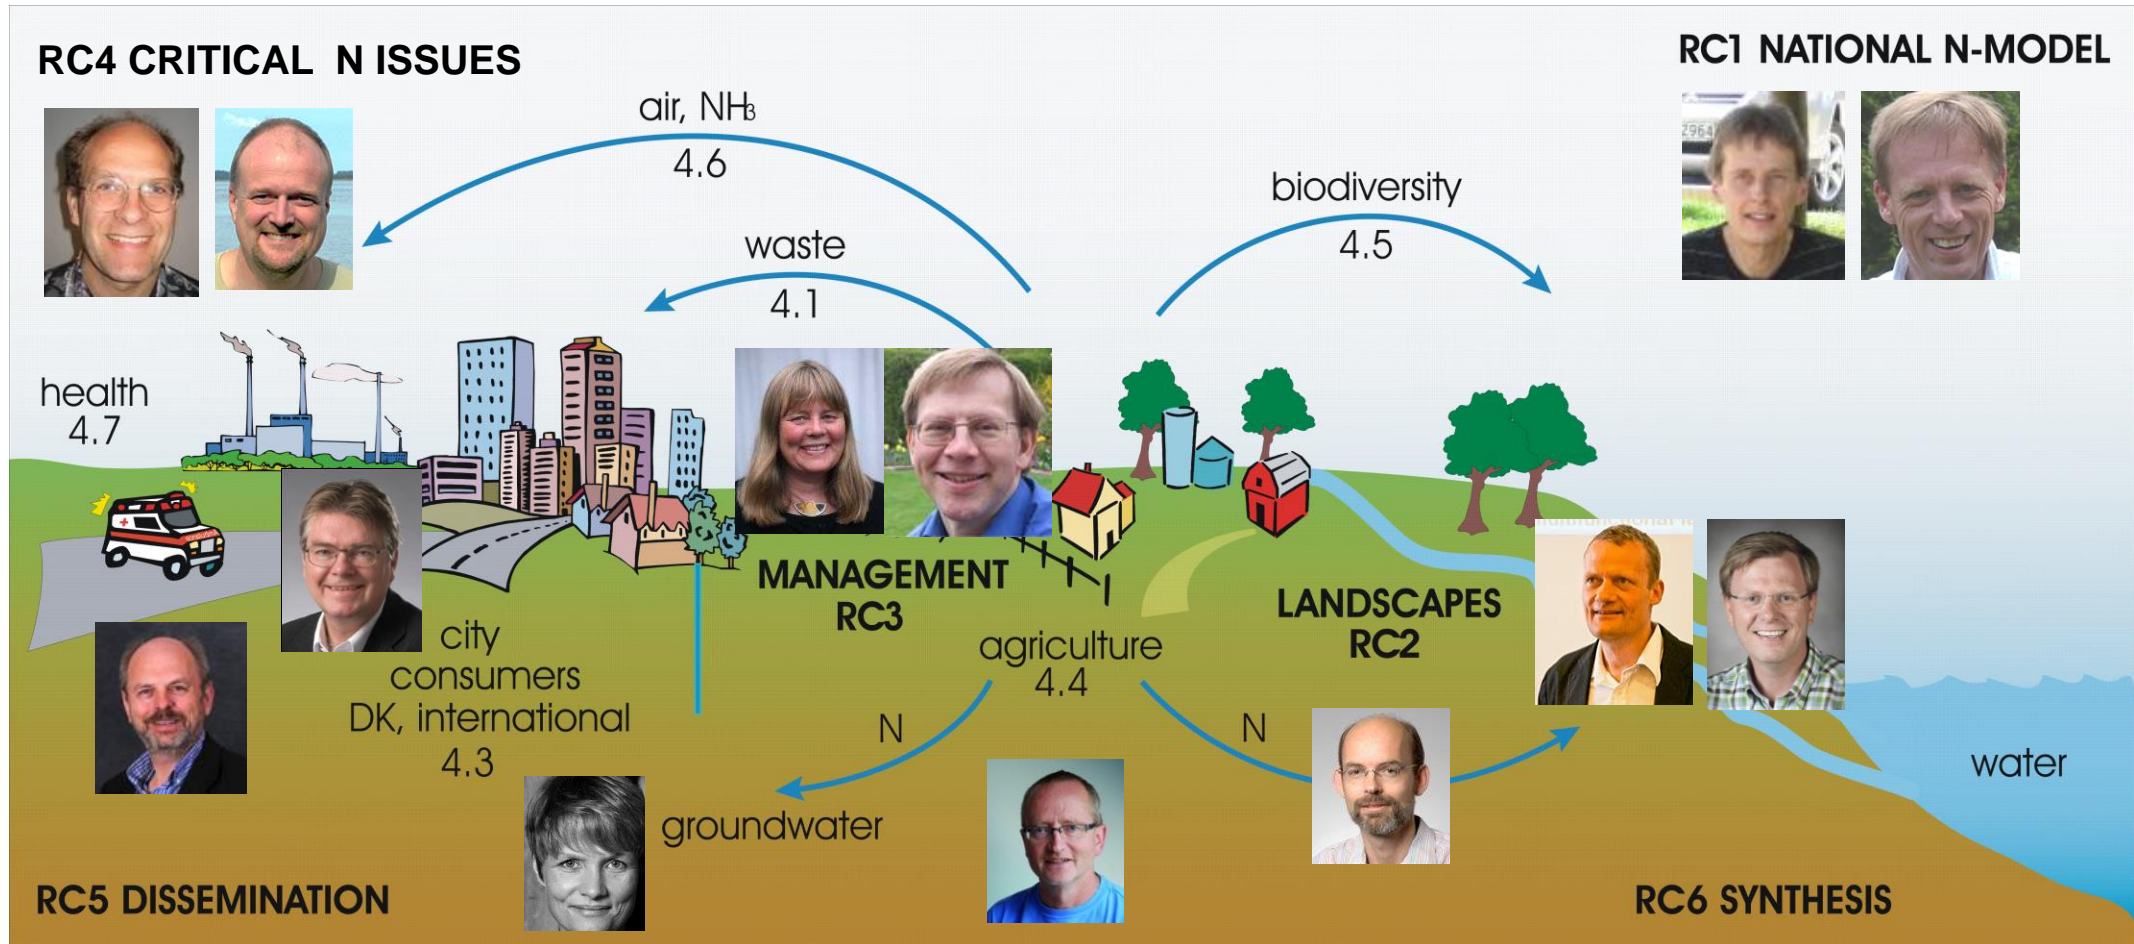 RC4 CRITICAL N ISSUES
RC1 NATIONAL N-MODEL
air, NH3
4.6
biodiversity
4.5
waste
4.1
health
4.7
MANAGEMENT
RC3
LANDSCAPES
RC2
agriculture
4.4
city
consumers
DK, international
4.3
N
N
groundwater
water
RC5 DISSEMINATION
RC6 SYNTHESIS